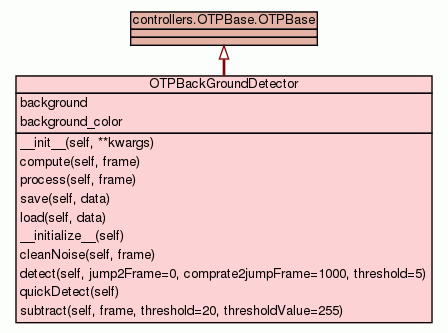 controllers.OTPBase.OTPBase
OTPBackGroundDetector
background
background_color
__init__(self, **kwargs)
compute(self, frame)
process(self, frame)
save(self, data)
load(self, data)
__initialize__(self)
cleanNoise(self, frame)
detect(self, jump2Frame=0, comprate2jumpFrame=1000, threshold=5)
quickDetect(self)
subtract(self, frame, threshold=20, thresholdValue=255)